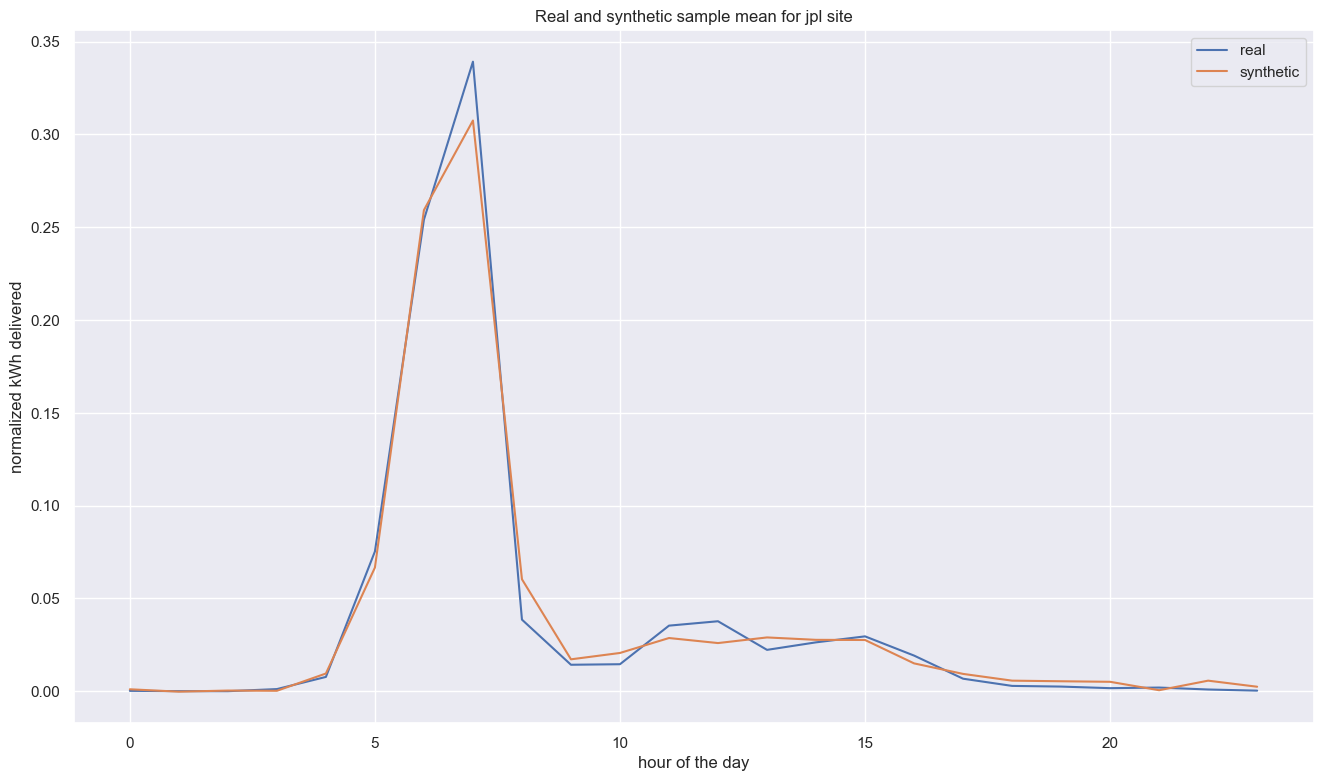 Real and synthetic sample mean for jpl site
real
synthetic
normalized kWh delivered
0.35
0.30
0.25
0.20
0.15
0.10
0.05
0.00
0 5 10 15 20
hour of the day